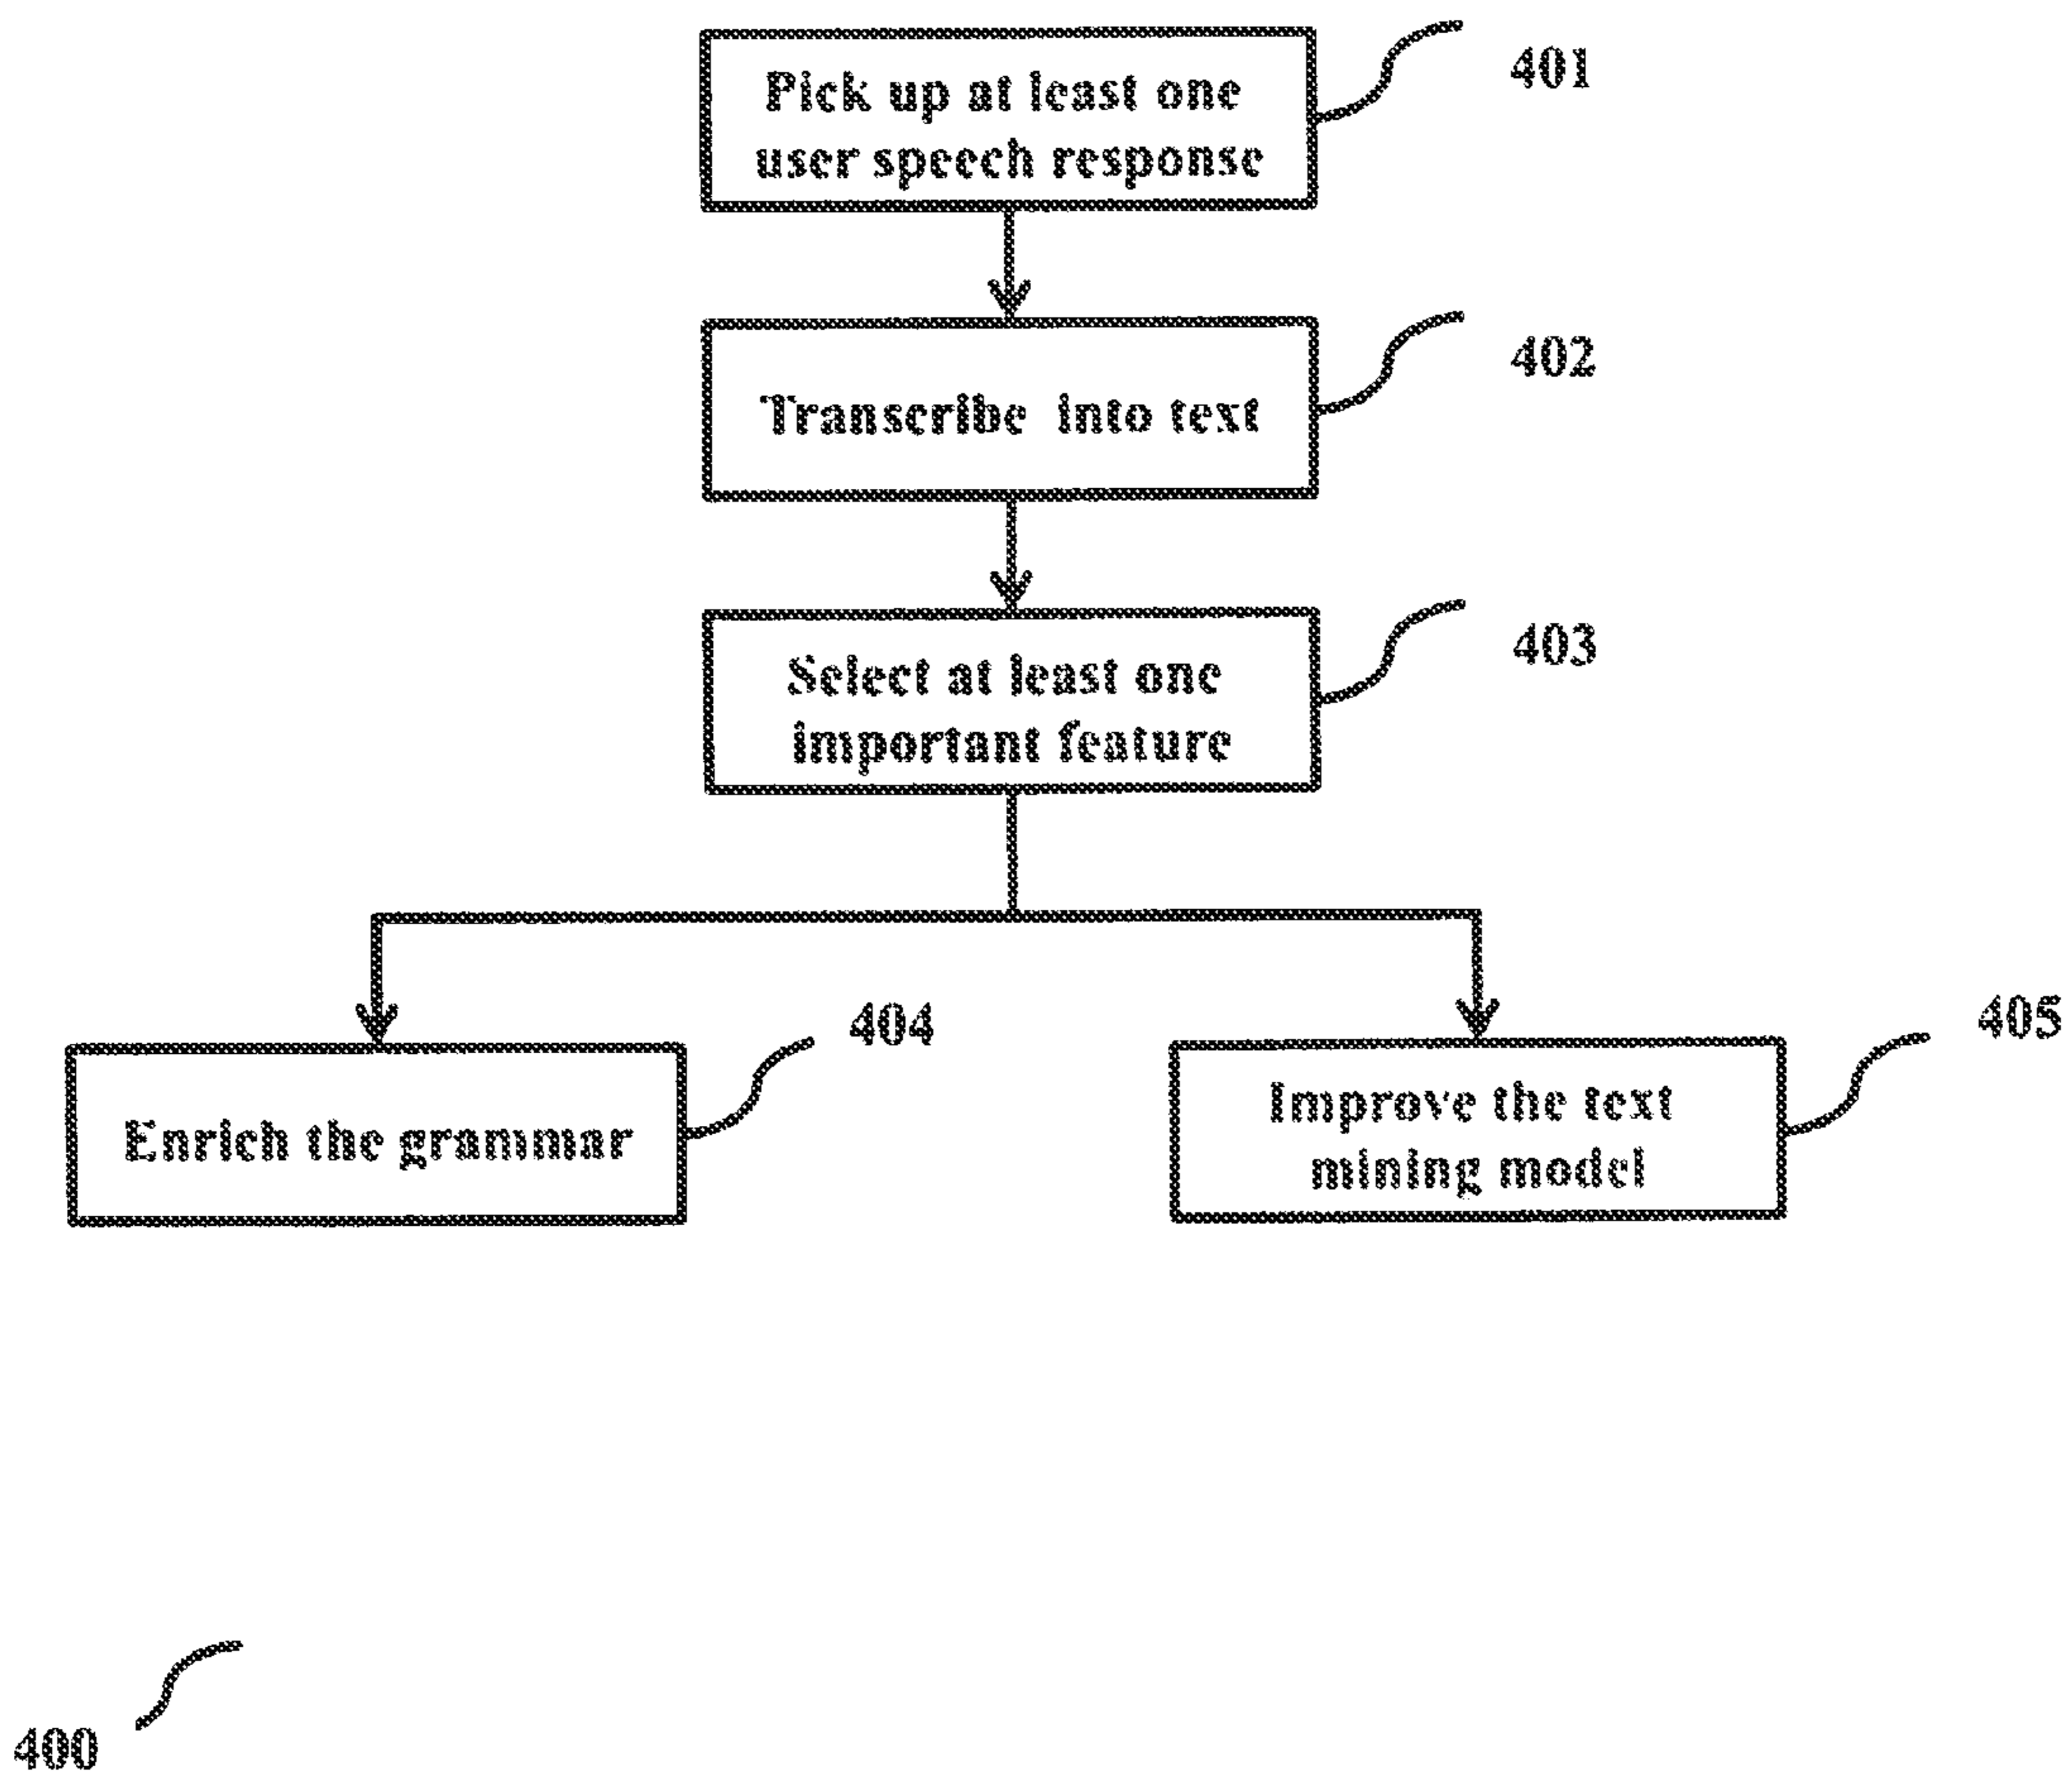 Pick up at least one
user speech response
401
Transcribe into text
402
Select at least one
important feature
403
Enrich the grammar
404
Improve the text
mining model
405
400